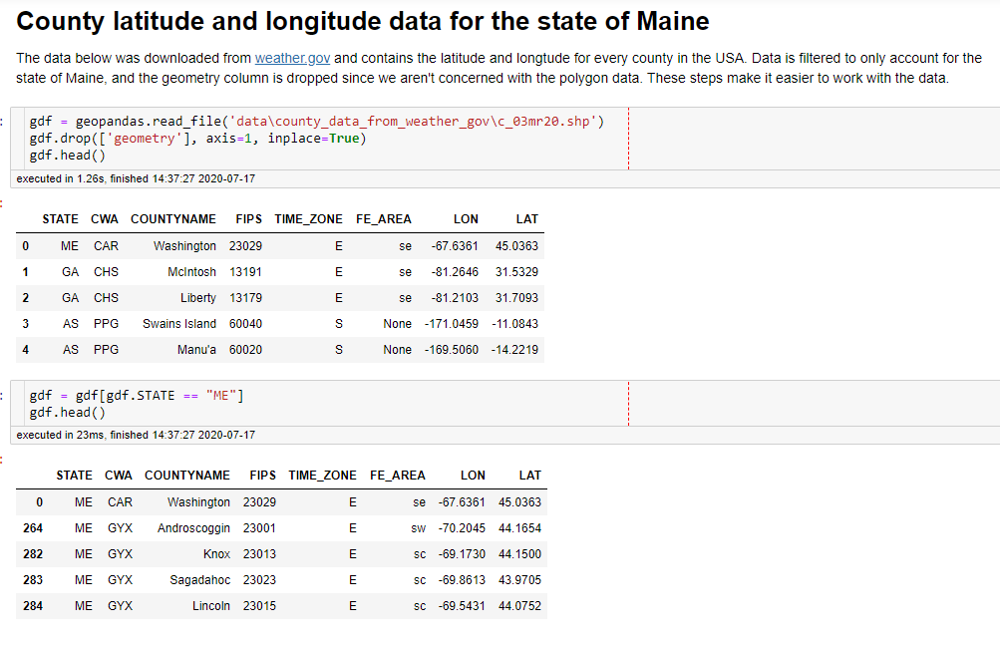 County latitude and longitude data for the state of Maine
The data below was downloaded from weather.gov and contains the latitude and longtude for every county in the USA. Data is filtered to only account for the
state of Maine, and the geometry column is dropped since we aren't concerned with the polygon data. These steps make it easier to work with the data.
:
gdf = geopandas.read_file('data\county_data_from_weather_gov\c_03mr20.shp')
gdf.drop(['geometry'], axis=1, inplace=True)
gdf.head()
executed in 1.26s, finished 14:37:27 2020-07-17
:
STATE CWA COUNTYNAME FIPS TIME_ZONE FE_AREA LON LAT
0 ME CAR Washington 23029 E se -67.6361 45.0363
1 GA CHS McIntosh 13191 E se -81.2646 31.5329
2 GA CHS Liberty 13179 E se -81.2103 31.7093
3 AS PPG Swains Island 60040 S None -171.0459 -11.0843
4 AS PPG Manu'a 60020 S None -169.5060 -14.2219
:
gdf = gdf[gdf.STATE == "ME"]
gdf.head()
executed in 23ms, finished 14:37:27 2020-07-17
:
STATE CWA COUNTYNAME FIPS TIME_ZONE FE_AREA LON LAT
0 ME CAR Washington 23029 E se -67.6361 45.0363
264 ME GYX Androscoggin 23001 E sw -70.2045 44.1654
282 ME GYX Knox 23013 E sc -69.1730 44.1500
283 ME GYX Sagadahoc 23023 E sc -69.8613 43.9705
284 ME GYX Lincoln 23015 E sc -69.5431 44.0752